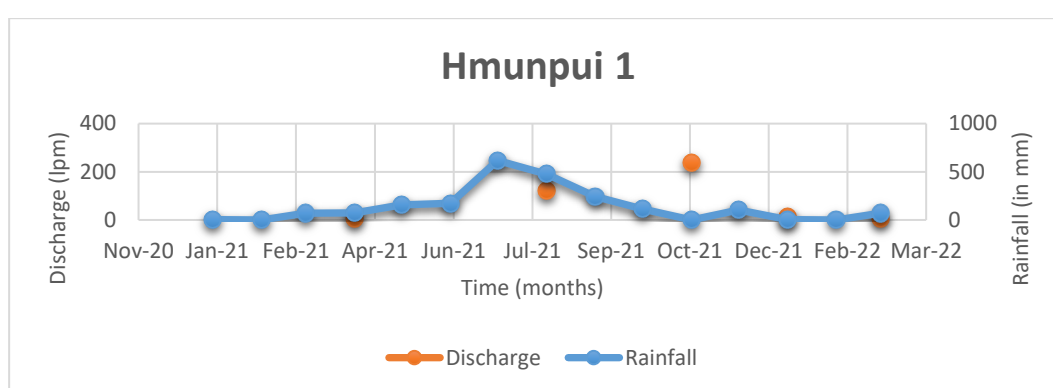 Hmunpui 1
Discharge (lpm)
400
200
0
1000
500
0
Rainfall (in mm)
Nov-20 Jan-21 Feb-21 Apr-21 Jun-21 Jul-21 Sep-21 Oct-21 Dec-21 Feb-22 Mar-22
Time (months)
Discharge Rainfall